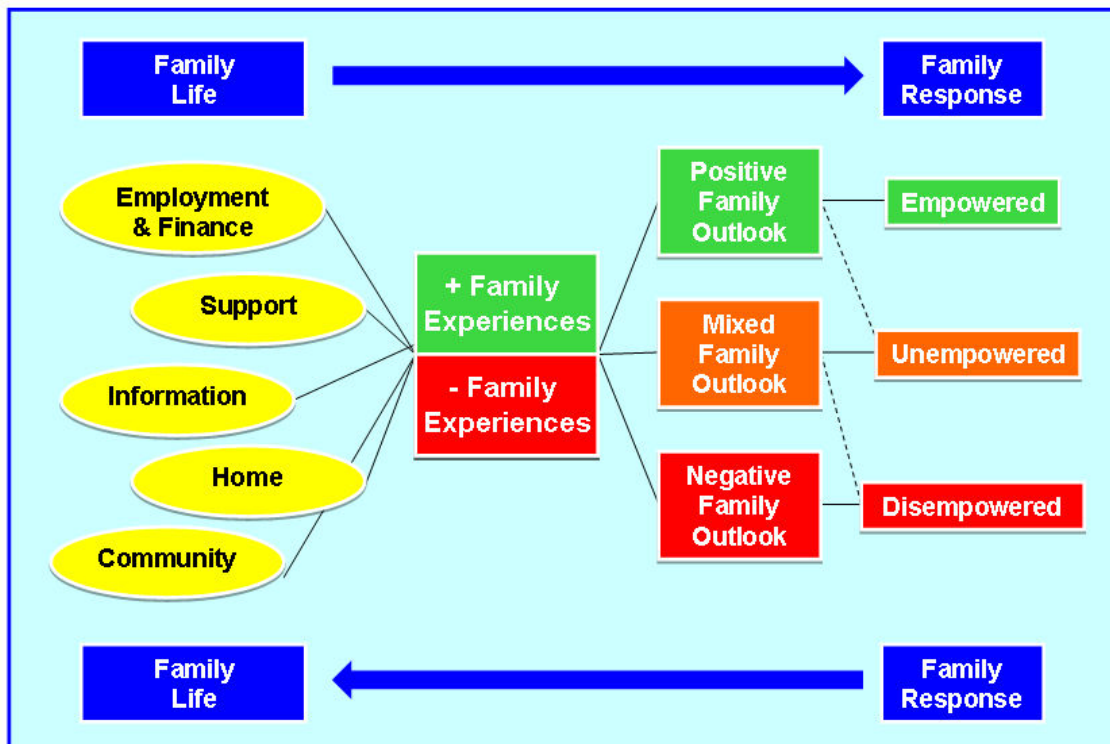 Family
Life
Family
Response
Employment
& Finance
Support
Information
Home
Community
+ Family
Experiences
- Family
Experiences
Positive
Family
Outlook
Mixed
Family
Outlook
Negative
Family
Outlook
Empowered
Unempowered
Disempowered
Family
Life
Family
Response